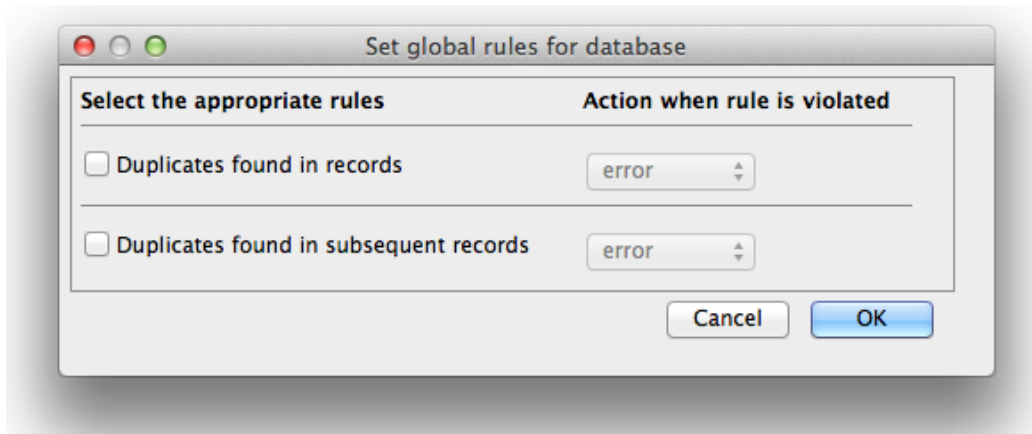 Set global rules for database
Select the appropriate rules Action when rule is violated
Duplicates found in records error
Duplicates found in subsequent records error
Cancel OK